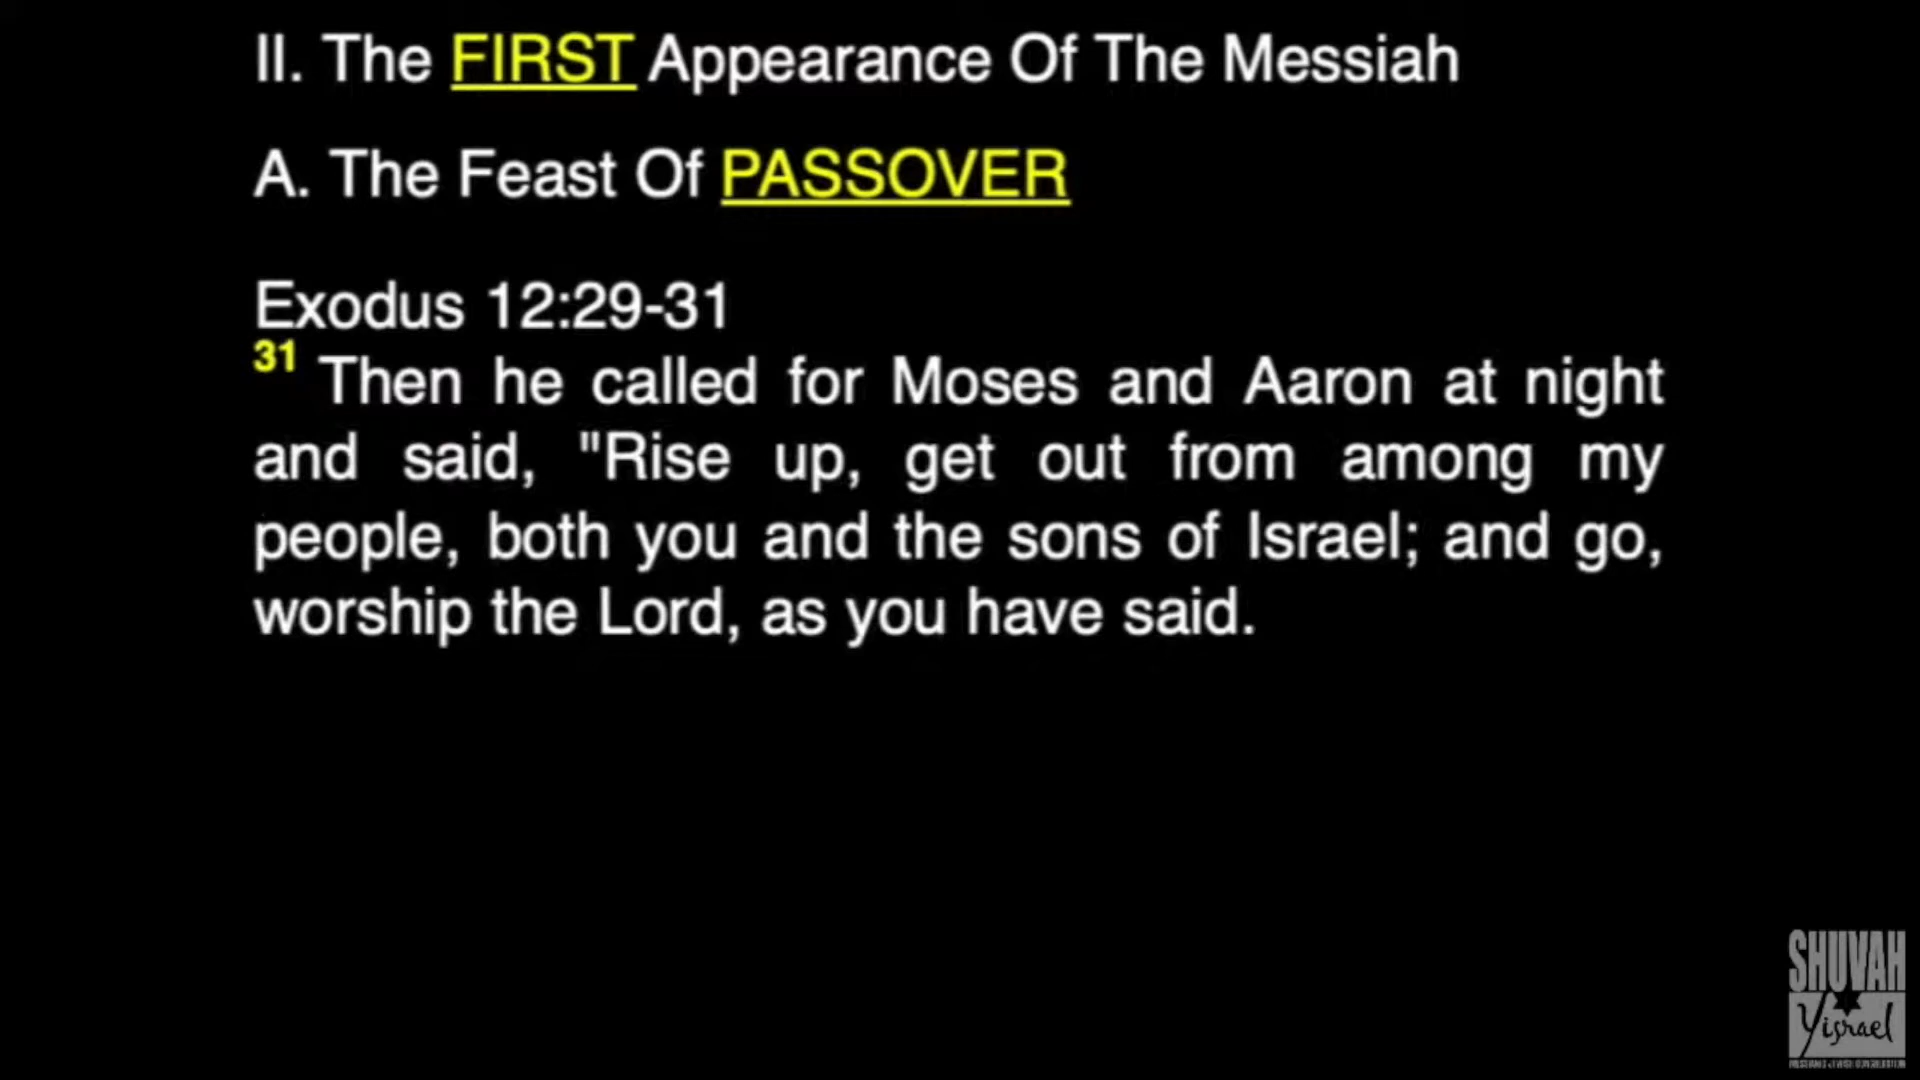 II. The FIRST Appearance Of The Messiah
A. The Feast Of PASSOVER
Exodus 12:29-31
31 Then he called for Moses and Aaron at night
and said, "Rise up, get out from among my
people, both you and the sons of Israel; and go,
worship the Lord, as you have said.
SHUVAH
Yisrael